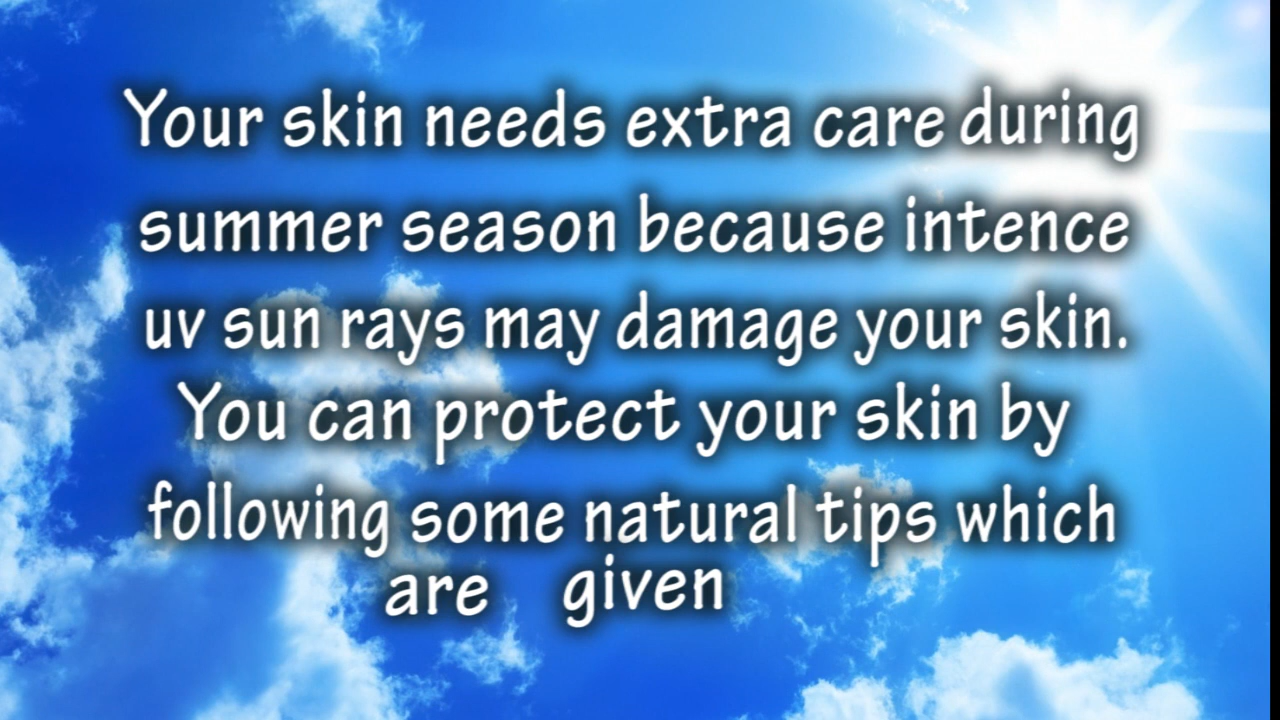 Your skin needs extra care during
summer season because intence
uv sun rays may damage your skin.
You can protect your skin by
following some natural tips which
are given